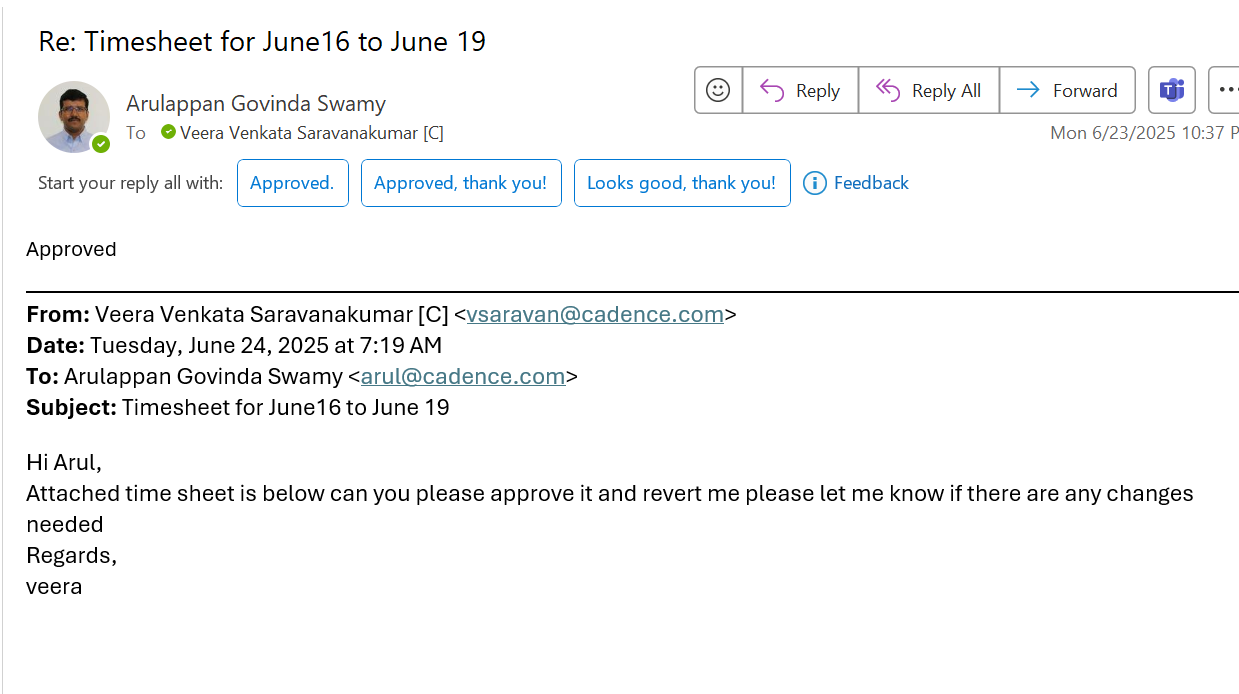 Re: Timesheet for June16 to June 19
Arulappan Govinda Swamy
Reply
Reply All
Forward
To Veera Venkata Saravanakumar [C]
Mon 6/23/2025 10:37 P
Start your reply all with:
Approved.
Approved, thank you!
Looks good, thank you!
Feedback
Approved
From: Veera Venkata Saravanakumar [C] <vsaravan@cadence.com>
Date: Tuesday, June 24, 2025 at 7:19 AM
To: Arulappan Govinda Swamy <arul@cadence.com>
Subject: Timesheet for June16 to June 19
Hi Arul,
Attached time sheet is below can you please approve it and revert me please let me know if there are any changes
needed
Regards,
veera